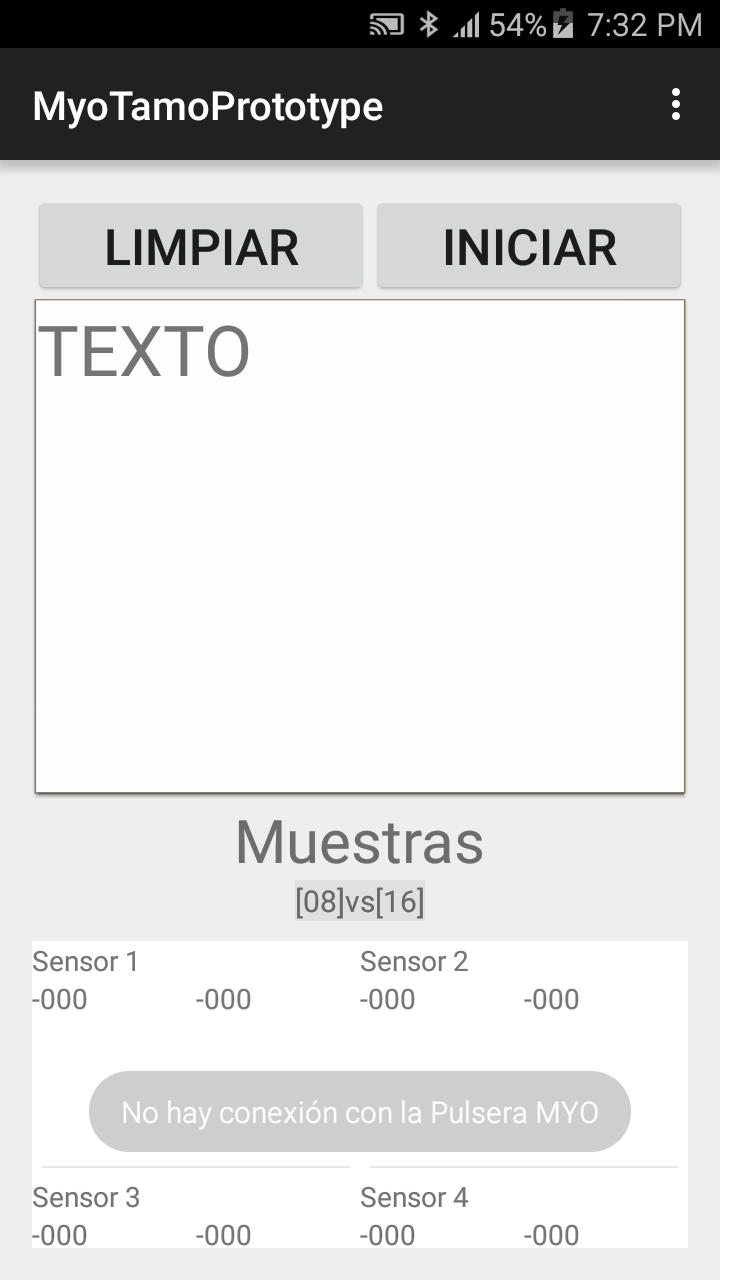 54% 7:32 PM
MyoTamoPrototype
LIMPIAR INICIAR
TEXTO
Muestras
[08]vs[16]
Sensor 1 Sensor 2
-000 -000 -000 -000
No hay conexión con la Pulsera MYO
Sensor 3 Sensor 4
-000 -000 -000 -000